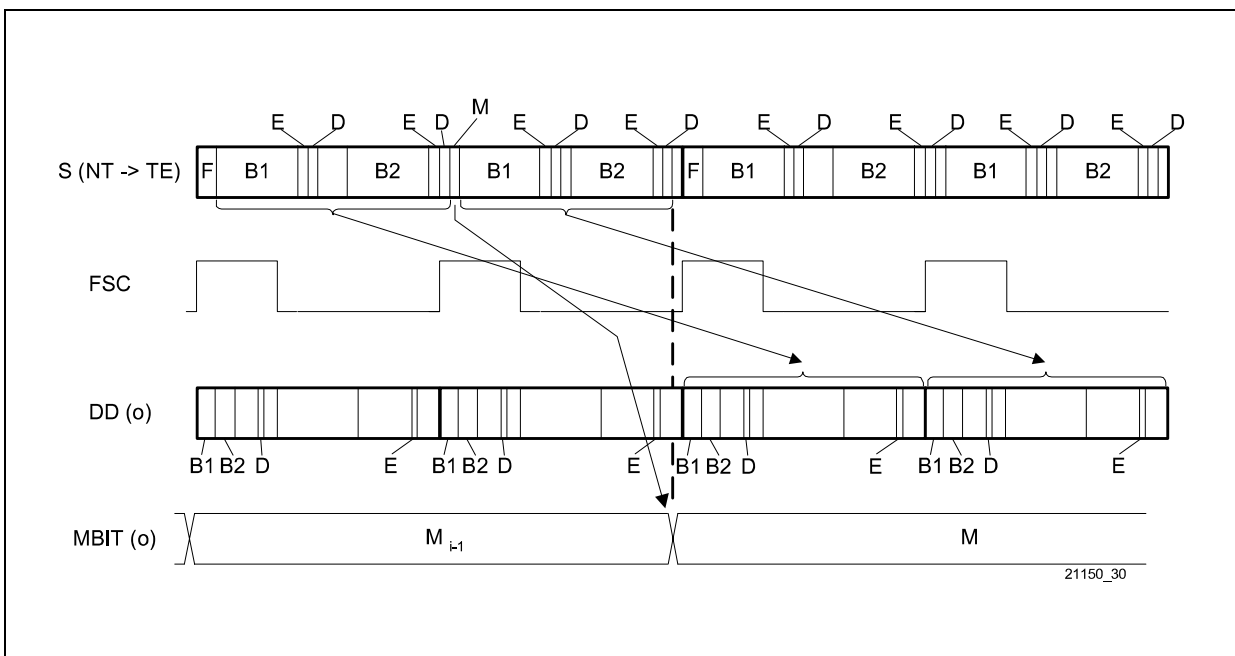 E D E D M E D E D E D E D E D E D
S (NT -> TE) F B1 B2 B1 B2 F B1 B2 B1 B2
FSC
DD (o)
B1 B2 D E B1 B2 D E B1 B2 D E B1 B2 D E
MBIT (o) M i-1 M
21150_30